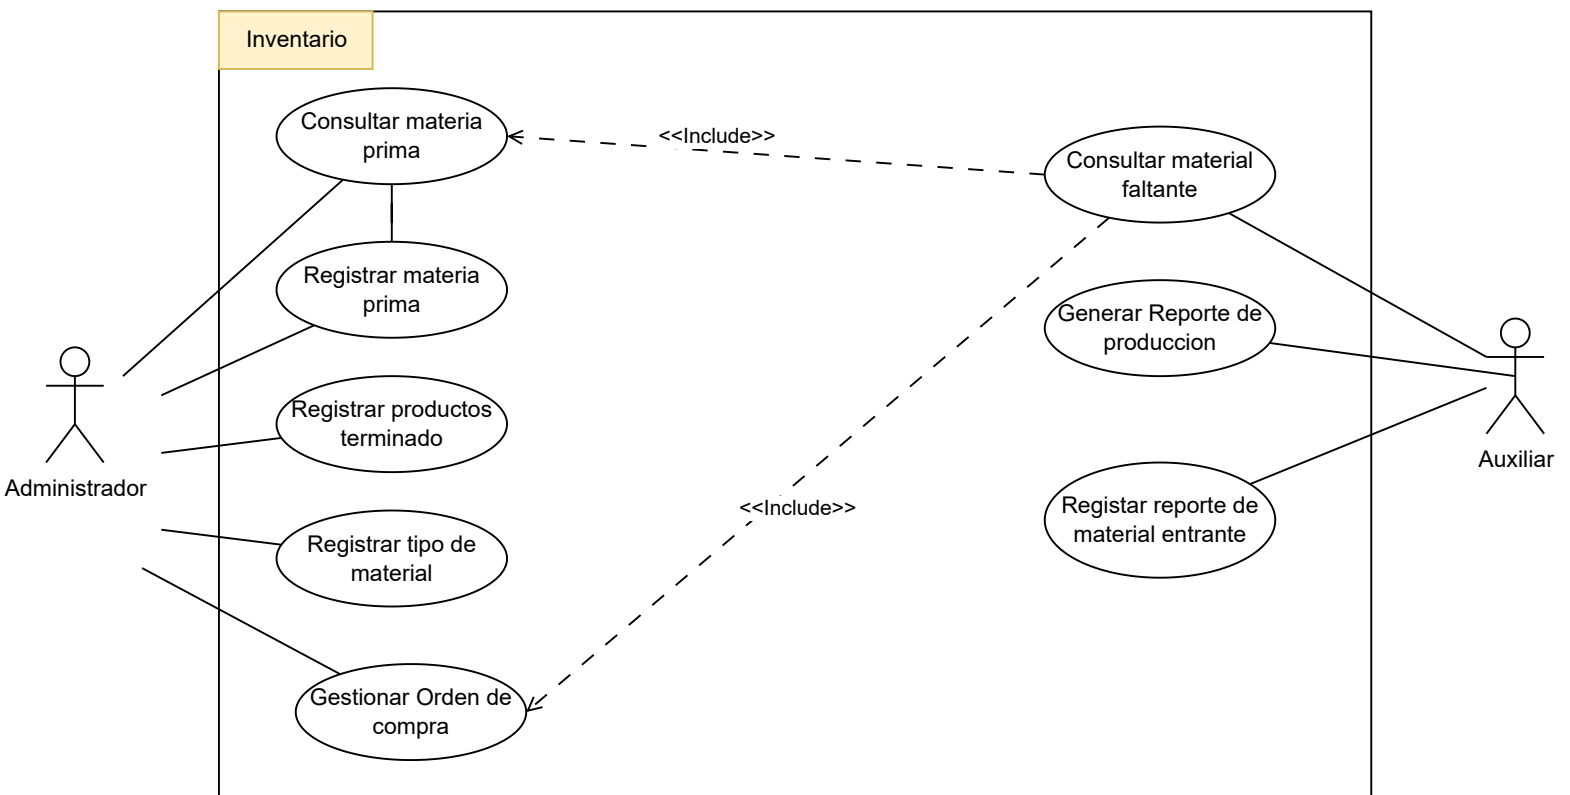 Inventario
Consultar materia
prima
<<Include>>
Consultar material
faltante
Registrar materia
prima
Generar Reporte de
produccion
Registrar productos
terminado
Administrador
Auxiliar
<<Include>>
Registar reporte de
material entrante
Registrar tipo de
material
Gestionar Orden de
compra